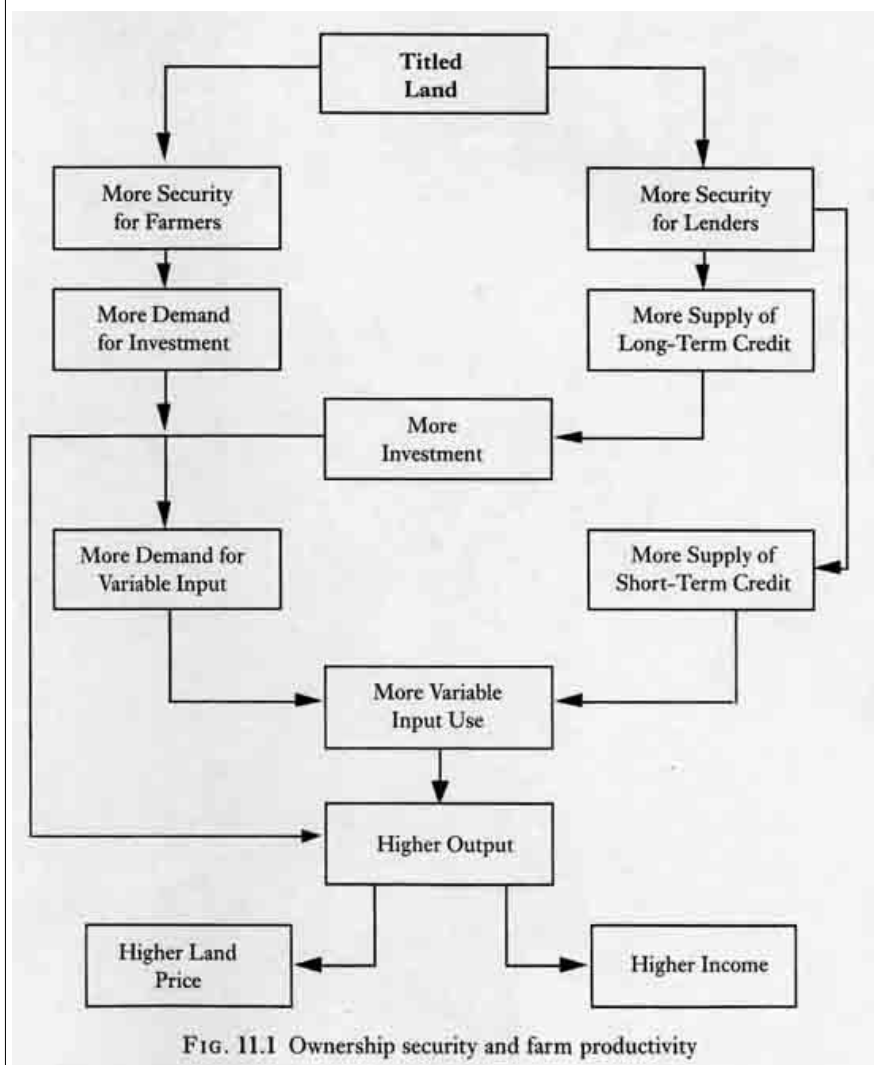 Titled
Land
More Security
for Farmers
More Security
for Lenders
More Demand
for Investment
More Supply of
Long-Term Credit
More
Investment
More Demand for
Variable Input
More Supply of
Short-Term Credit
More Variable
Input Use
Higher Output
Higher Land
Price
Higher Income
FIG. 11.1 Ownership security and farm productivity